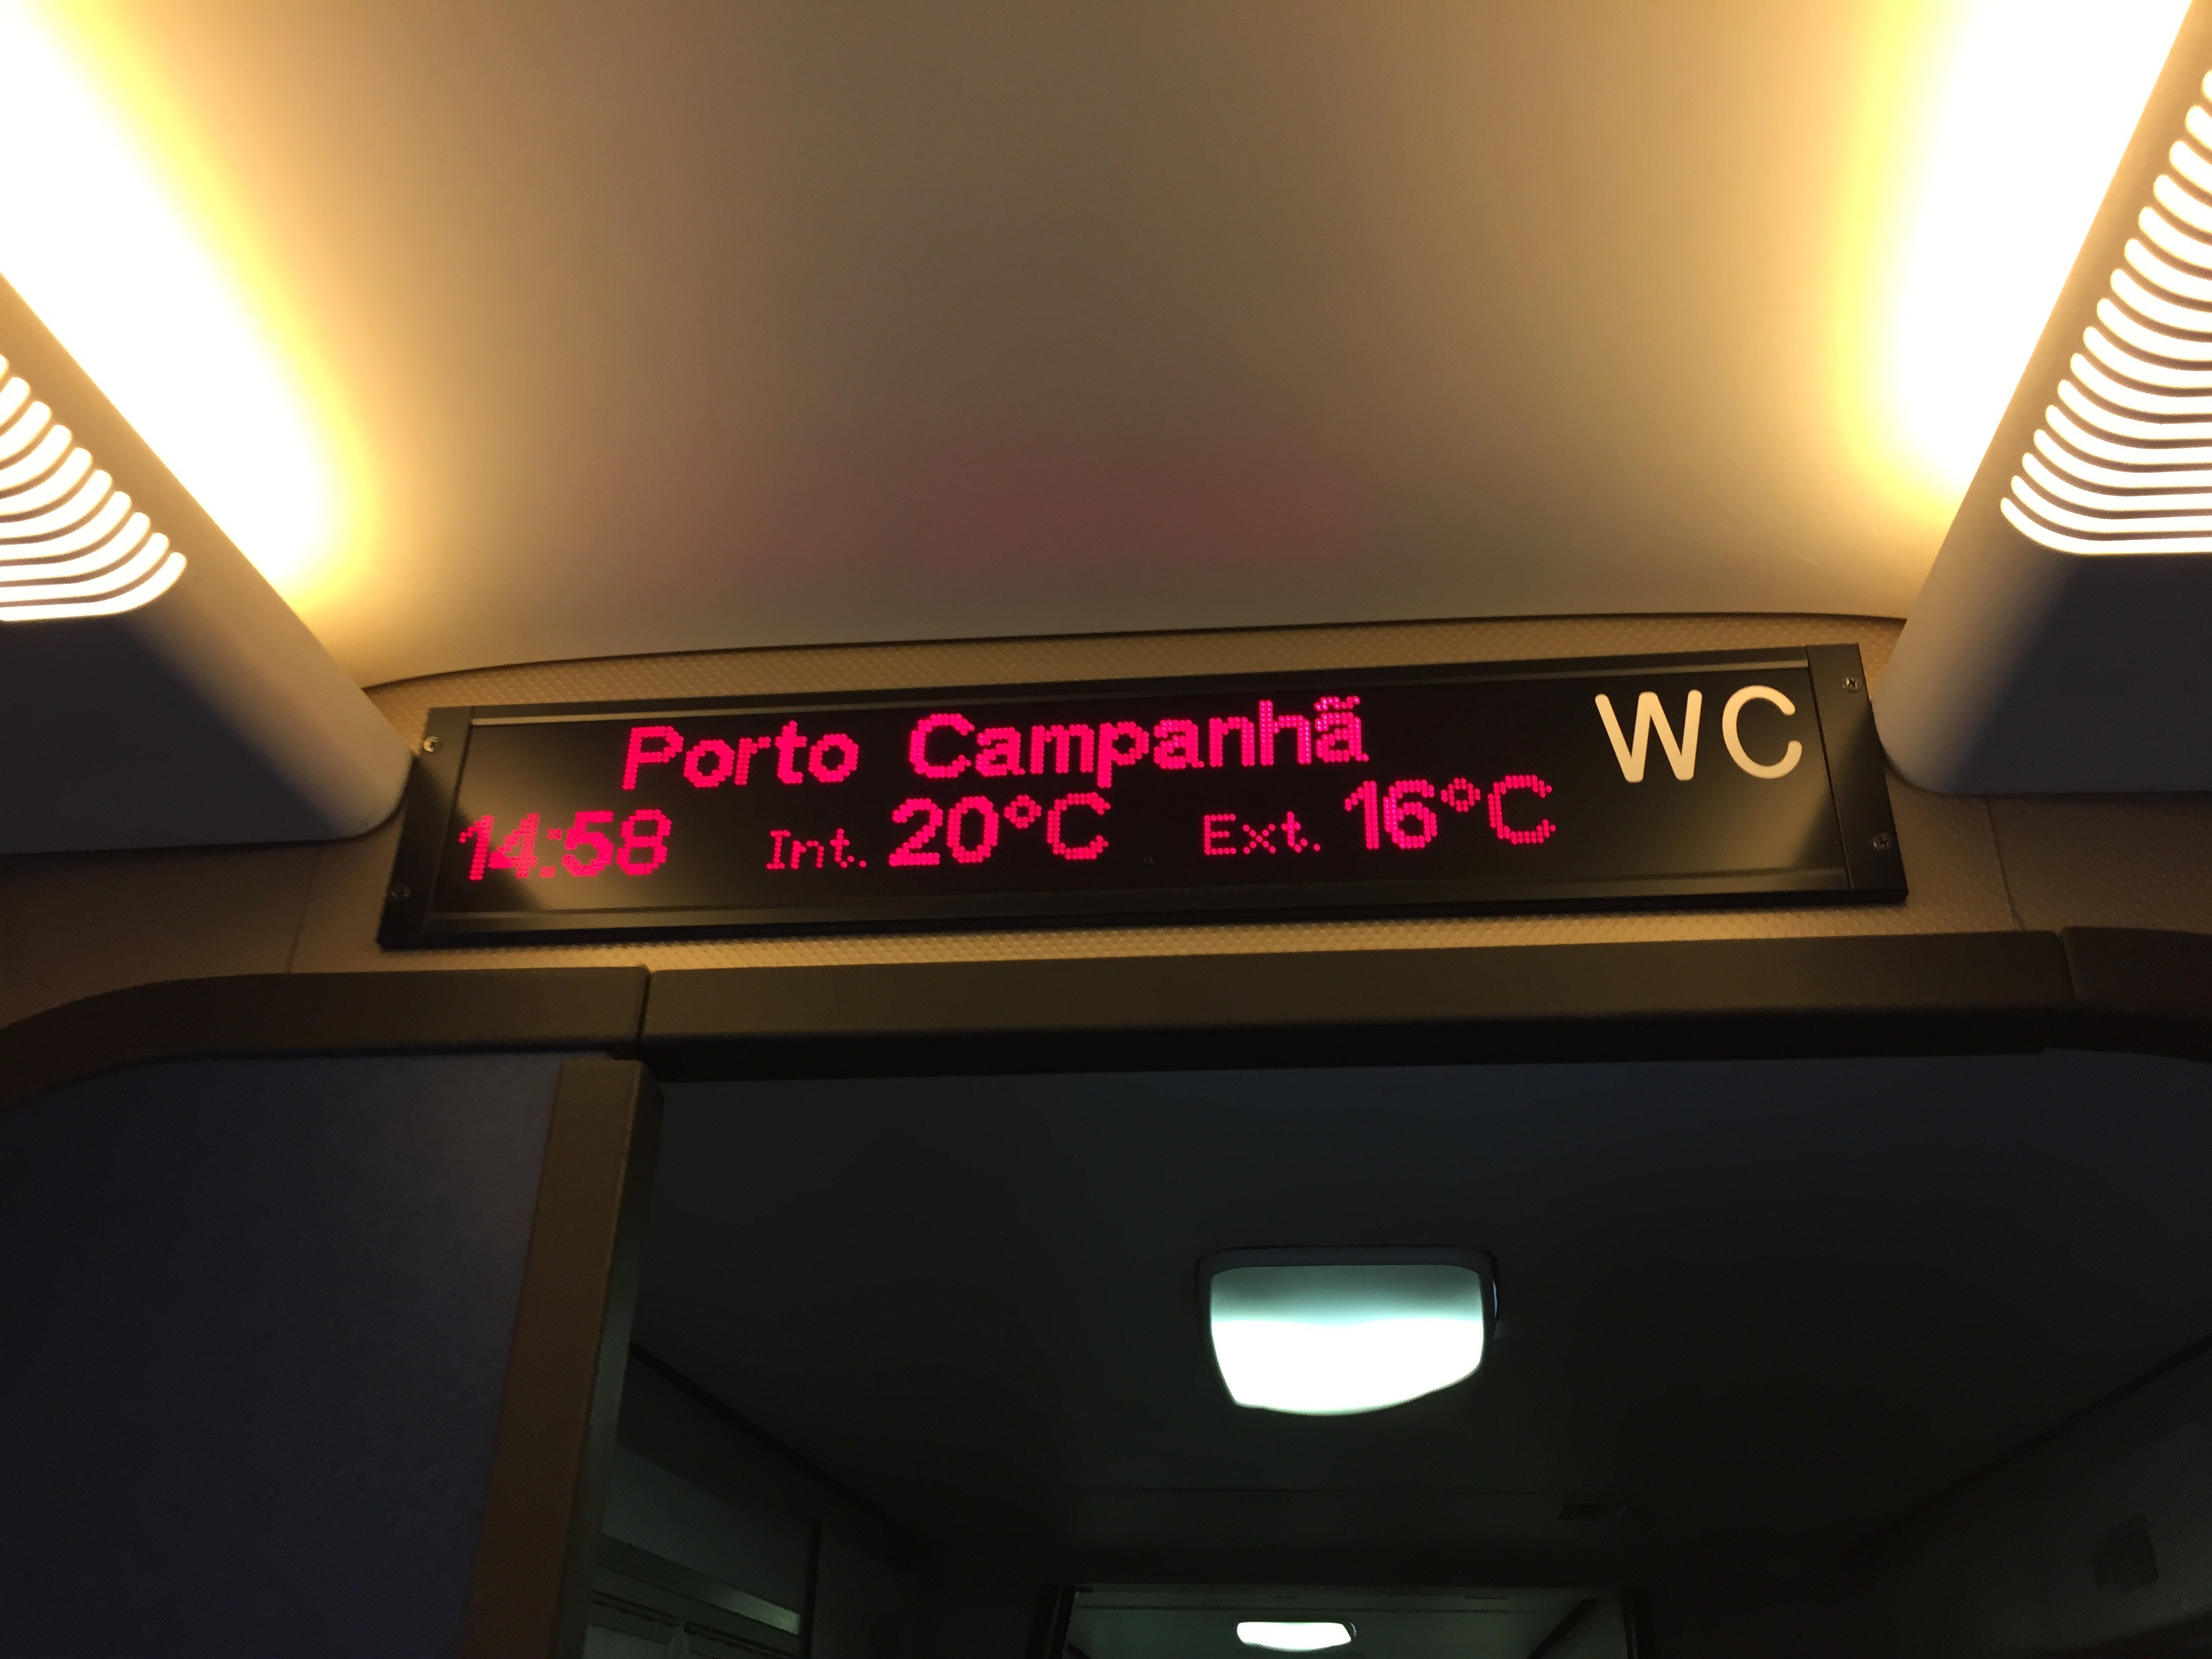 Porto Campanhã
WC
14:58 Int. 20°C Ext. 16°C